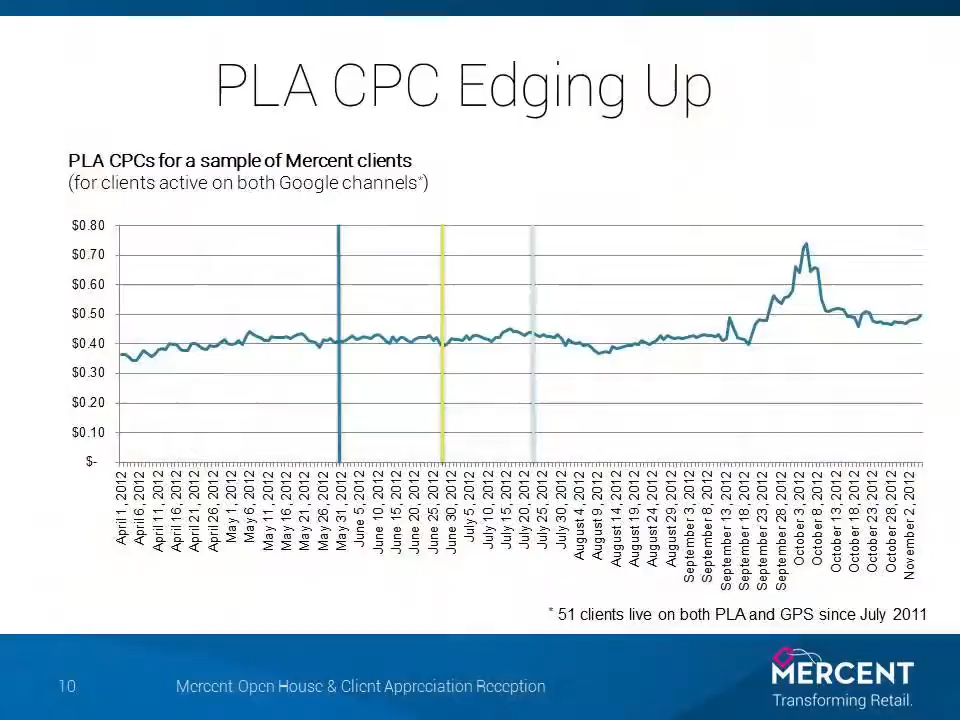 PLA CPC Edging Up
PLA CPCs for a sample of Mercent clients
(for clients active on both Google channels*)
$0.80
$0.70
$0.60
$0.50
$0.40
$0.30
$0.20
$0.10
$-
April 1, 2012
April 6, 2012
April 11, 2012
April 16, 2012
April 21, 2012
April 26, 2012
May 1, 2012
May 6, 2012
May 11, 2012
May 16, 2012
May 21, 2012
May 26, 2012
May 31, 2012
June 5, 2012
June 10, 2012
June 15, 2012
June 20, 2012
June 25, 2012
June 30, 2012
July 5, 2012
July 10, 2012
July 15, 2012
July 20, 2012
July 25, 2012
July 30, 2012
August 4, 2012
August 9, 2012
August 14, 2012
August 19, 2012
August 24, 2012
August 29, 2012
September 3, 2012
September 8, 2012
September 13, 2012
September 18, 2012
September 23, 2012
September 28, 2012
October 3, 2012
October 8, 2012
October 13, 2012
October 18, 2012
October 23, 2012
October 28, 2012
November 2, 2012
* 51 clients live on both PLA and GPS since July 2011
10
Mercent Open House & Client Appreciation Reception
MERCENT
Transforming Retail.